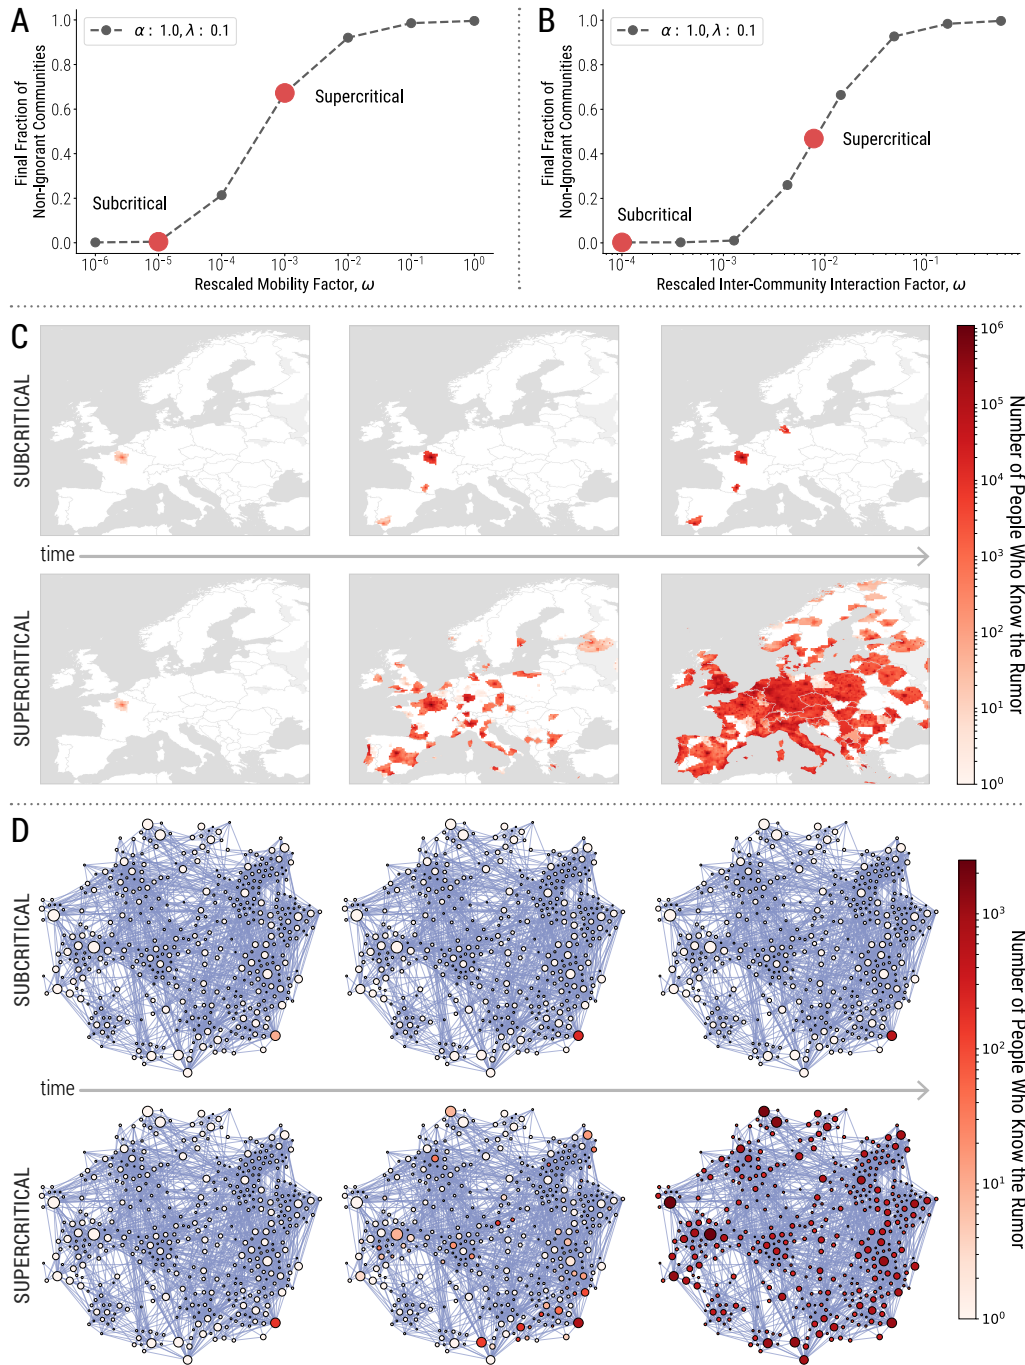 A
α : 1.0, λ : 0.1
Final Fraction of
Non-Ignorant Communities
1.0
0.8
0.6
0.4
0.2
0.0
Supercritical
Subcritical
10⁻⁶ 10⁻⁵ 10⁻⁴ 10⁻³ 10⁻² 10⁻¹ 10⁰
Rescaled Mobility Factor, ω
B
α : 1.0, λ : 0.1
Final Fraction of
Non-Ignorant Communities
1.0
0.8
0.6
0.4
0.2
0.0
Supercritical
Subcritical
10⁻⁴ 10⁻³ 10⁻² 10⁻¹
Rescaled Inter-Community Interaction Factor, ω
C
SUBCRITICAL
time
SUPERCRITICAL
10⁶
10⁵
10⁴
10³
10²
10¹
10⁰
Number of People Who Know the Rumor
D
SUBCRITICAL
time
SUPERCRITICAL
10³
10²
10¹
10⁰
Number of People Who Know the Rumor